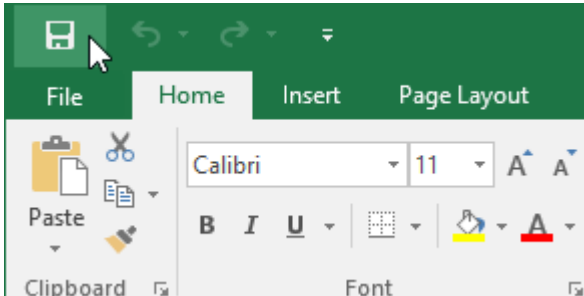 File Home Insert Page Layout
Calibri 11 A A
Paste B I U A
Clipboard Font